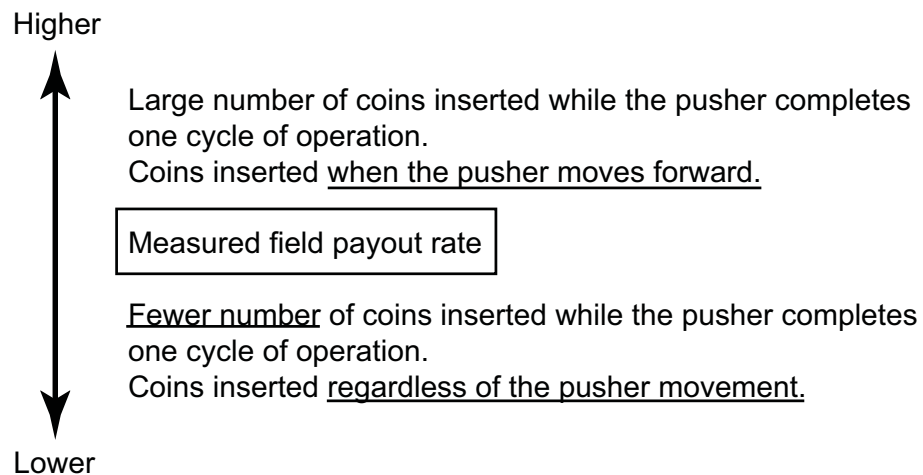 Higher
Large number of coins inserted while the pusher completes
one cycle of operation.
Coins inserted when the pusher moves forward.
Measured field payout rate
Fewer number of coins inserted while the pusher completes
one cycle of operation.
Coins inserted regardless of the pusher movement.
Lower